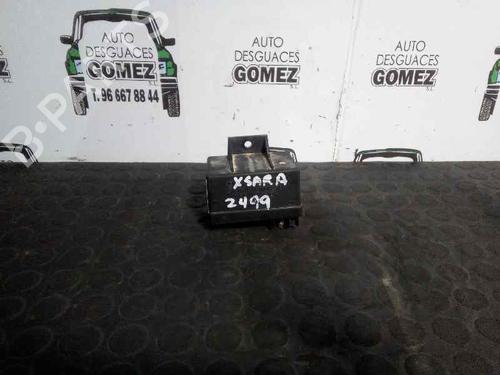 AUTO
DESGUACES
GOMEZ
S.L.
T. 96 667 88 44
AUTO
DESGUACES
GOMEZ
S.L.
AUTO
DESGUACES
GOMEZ
S.L.
XSARA
2499